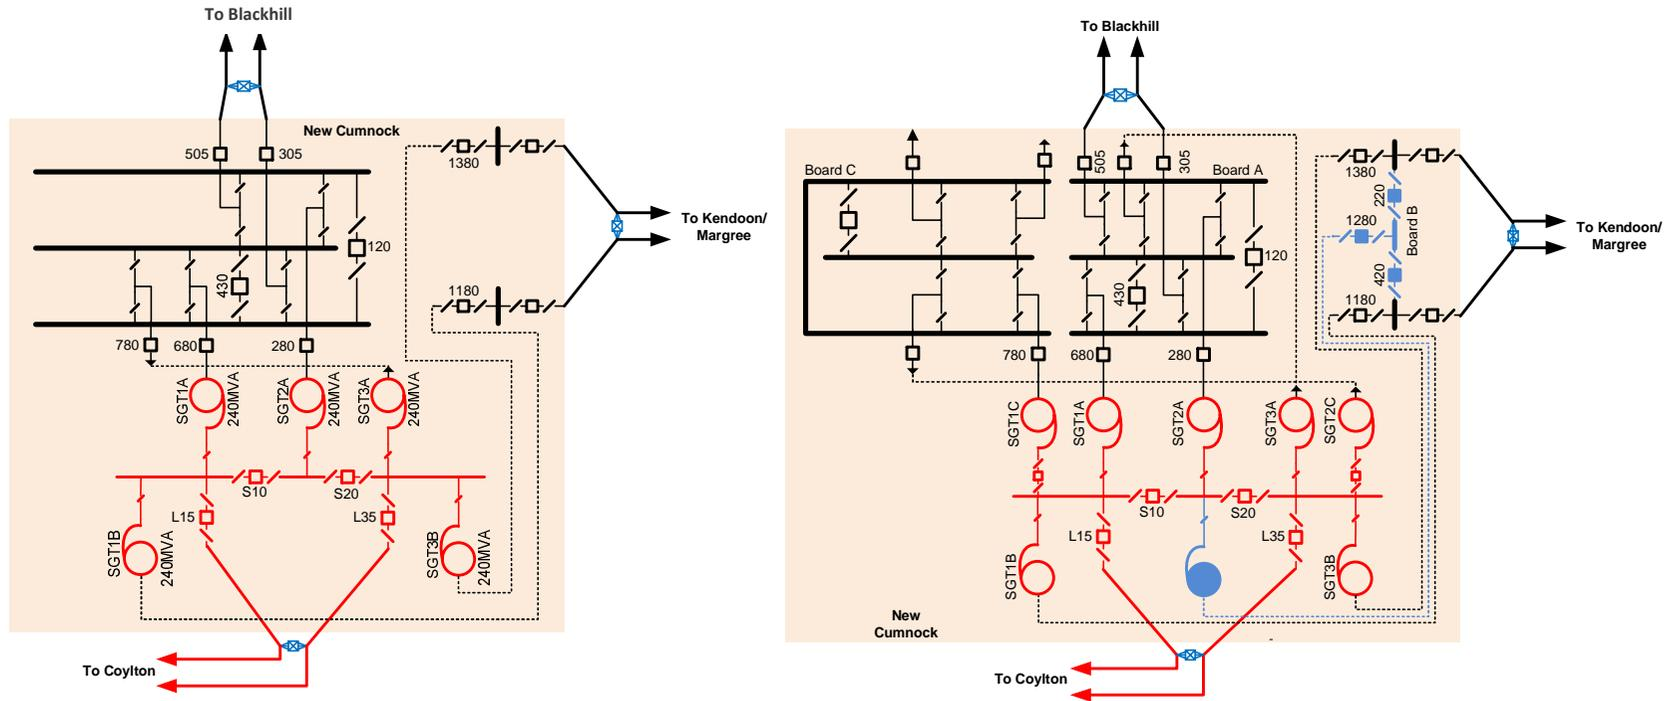 To Blackhill
New Cumnock
505
305
1380
120
430
To Kendoon/
Margree
1180
780
680
280
SGT1A
240MVA
SGT2A
240MVA
SGT3A
240MVA
S10
S20
L15
L35
SGT1B
240MVA
SGT3B
240MVA
To Coylton
To Blackhill
Board C
505
305
Board A
1380
220
1280
Board B
120
430
420
To Kendoon/
Margree
1180
780
680
280
SGT1C
SGT1A
SGT2A
SGT3A
SGT2C
S10
S20
L15
L35
SGT1B
SGT3B
New
Cumnock
To Coylton